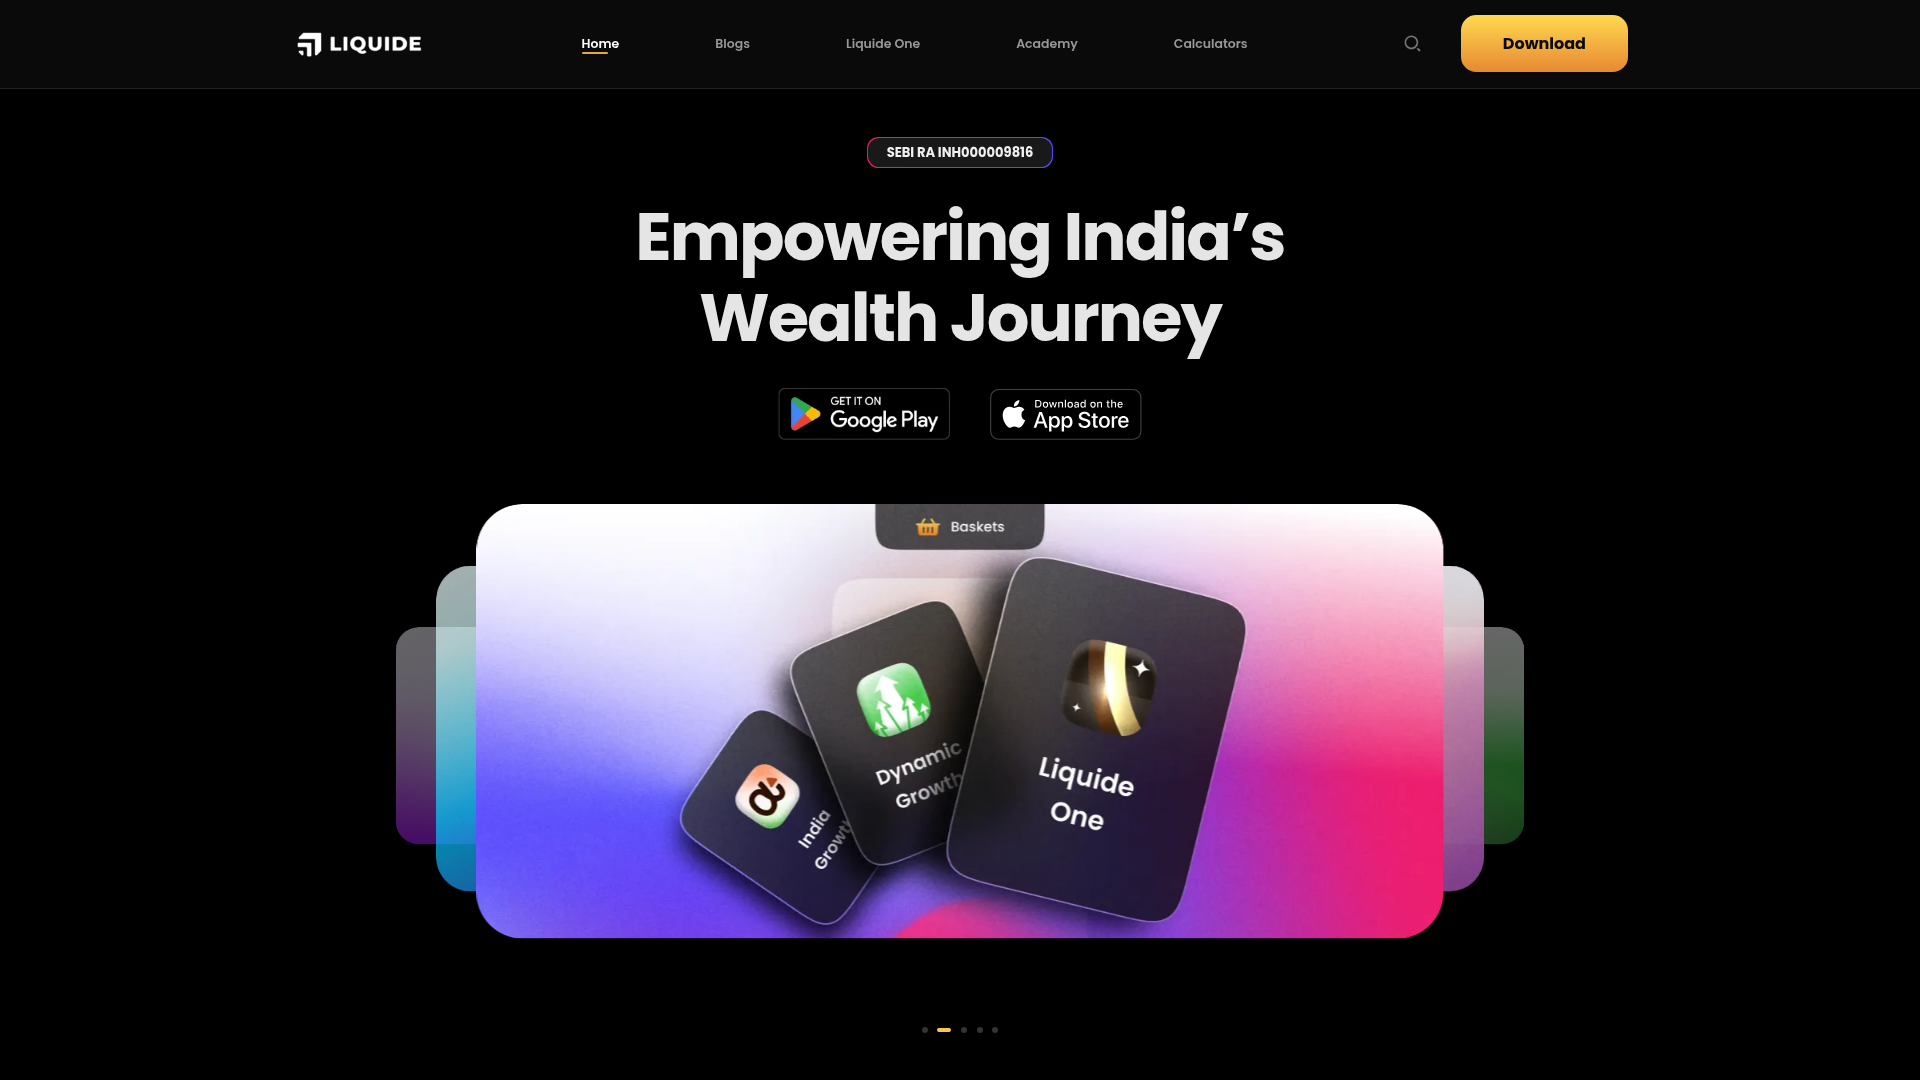 LIQUIDE
Home
Blogs
Liquide One
Academy
Calculators
Download
SEBI RA INH000009816
Empowering India’s
Wealth Journey
GET IT ON
Google Play
Download on the
App Store
Baskets
India
Growth
Dynamic
Growth
Liquide
One